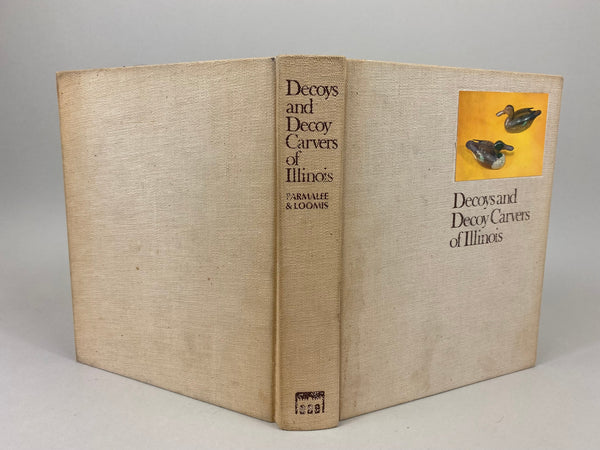 Decoys
and
Decoy
Carvers
of
Illinois
PARMALEE
& LOOMIS
Decoys and
Decoy Carvers
of Illinois